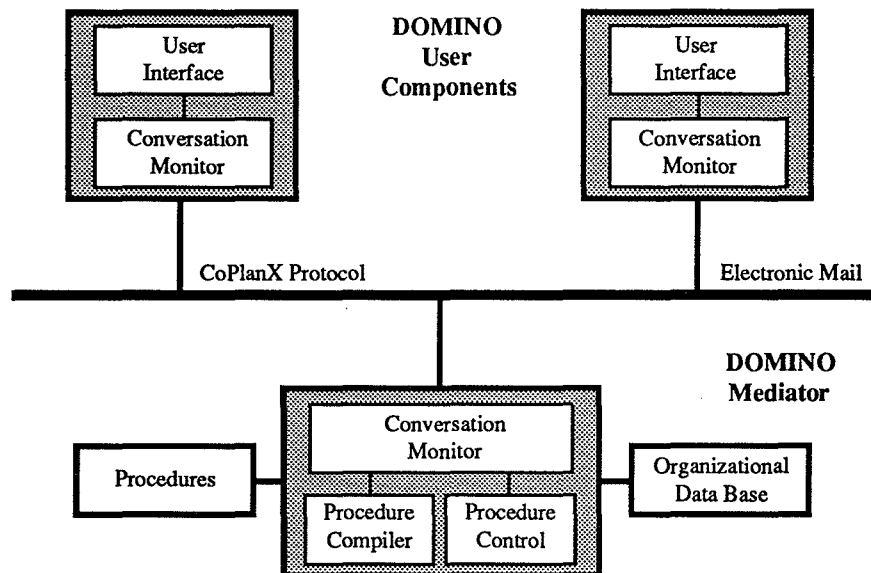 User
Interface
Conversation
Monitor
DOMINO
User
Components
User
Interface
Conversation
Monitor
CoPlanX Protocol
Electronic Mail
DOMINO
Mediator
Conversation
Monitor
Procedures
Procedure
Compiler
Procedure
Control
Organizational
Data Base